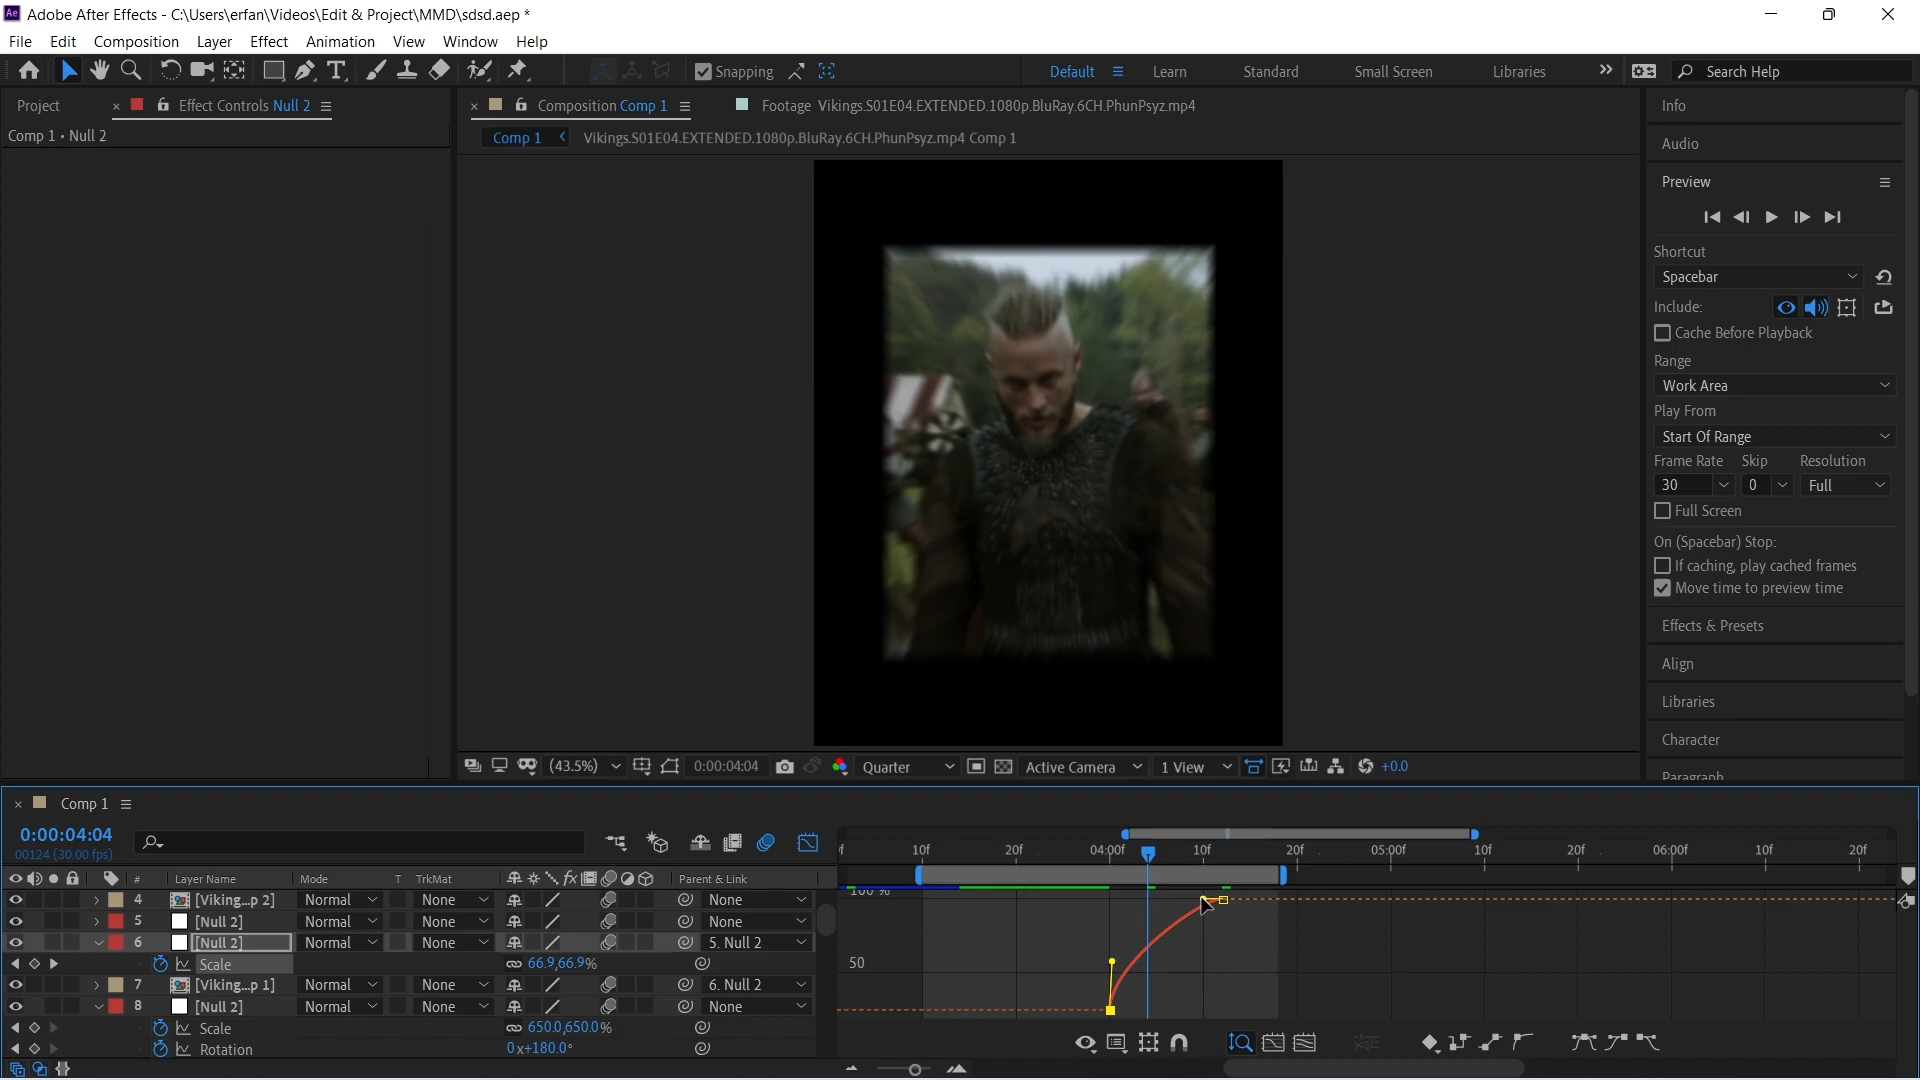 Adobe After Effects - C:\Users\erfan\Videos\Edit & Project\MMD\sdsd.aep *
File Edit Composition Layer Effect Animation View Window Help
Snapping Default Learn Standard Small Screen Libraries Search Help
Project Effect Controls Null 2 Composition Comp 1 Footage Vikings.S01E04.EXTENDED.1080p.BluRay.6CH.PhunPsyz.mp4 Info
Comp 1 • Null 2 Comp 1 Vikings.S01E04.EXTENDED.1080p.BluRay.6CH.PhunPsyz.mp4 Comp 1
Audio
Preview
Shortcut
Spacebar
Include:
Cache Before Playback
Range
Work Area
Play From
Start Of Range
Frame Rate Skip Resolution
30 0 Full
Full Screen
On (Spacebar) Stop:
If caching, play cached frames
Move time to preview time
Effects & Presets
Align
Libraries
Character
Paragraph
(43.5%) 0:00:04:04 Quarter Active Camera 1 View +0.0
Comp 1
0:00:04:04
00124 (30.00 fps)
f 10f 20f 04:00f 10f 20f 05:00f 10f 20f 06:00f 10f 20f
# Layer Name Mode T TrkMat Parent & Link
4 [Viking...p 2] Normal None None 100 %
5 [Null 2] Normal None None
6 [Null 2] Normal None 5. Null 2
Scale 66.9,66.9% 50
7 [Viking...p 1] Normal None 6. Null 2
8 [Null 2] Normal None None
Scale 650.0,650.0%
Rotation 0x+180.0°